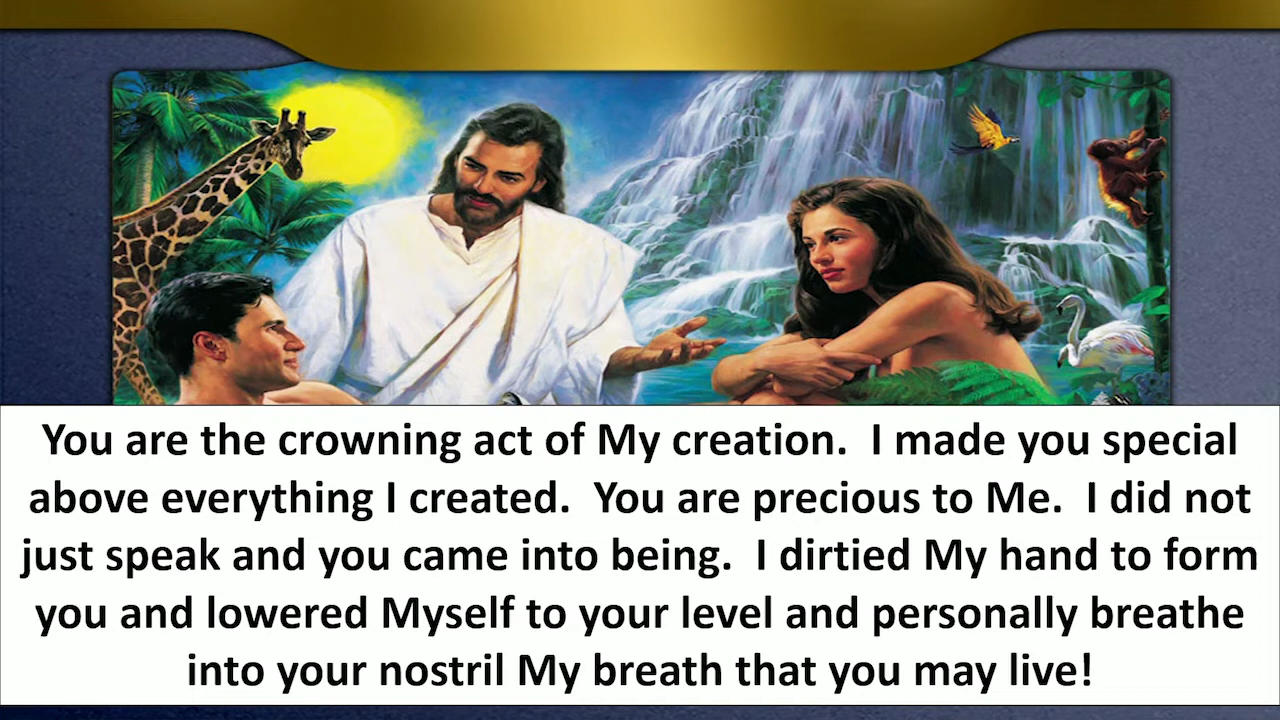 You are the crowning act of My creation.  I made you special
above everything I created.  You are precious to Me.  I did not
just speak and you came into being.  I dirtied My hand to form
you and lowered Myself to your level and personally breathe
into your nostril My breath that you may live!